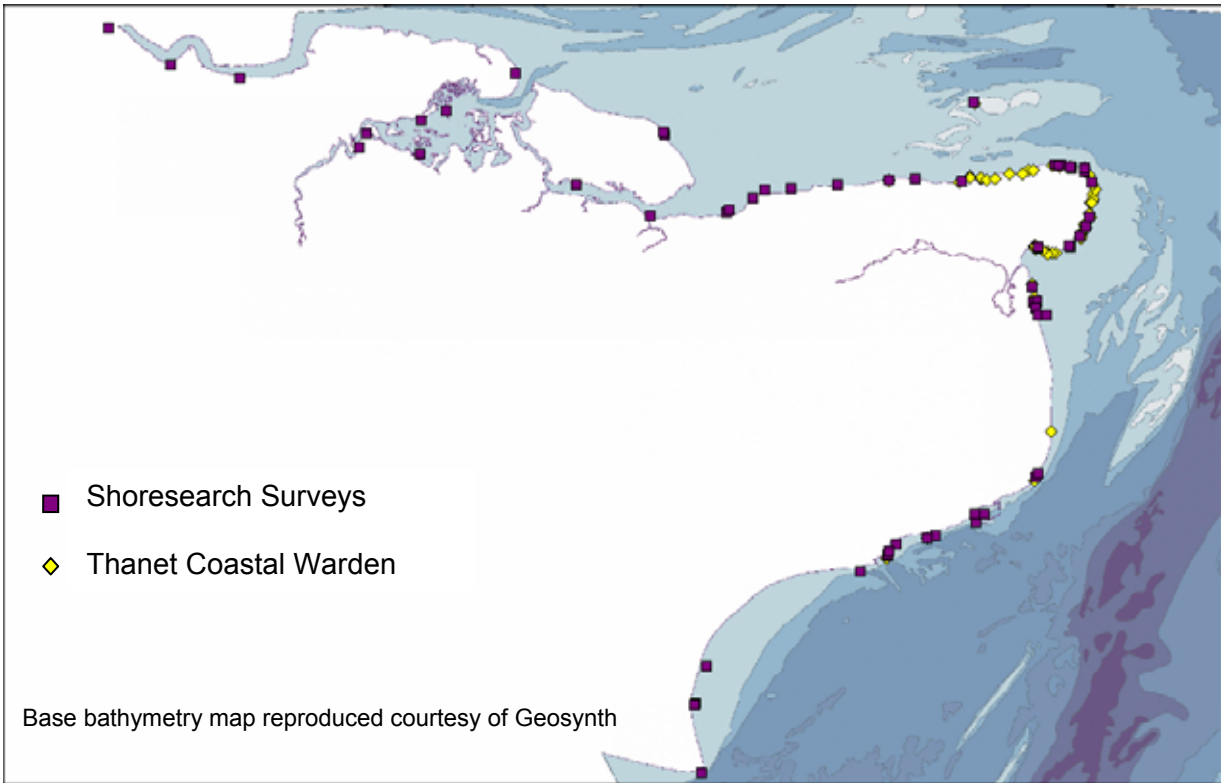 Shoresearch Surveys
Thanet Coastal Warden
Base bathymetry map reproduced courtesy of Geosynth